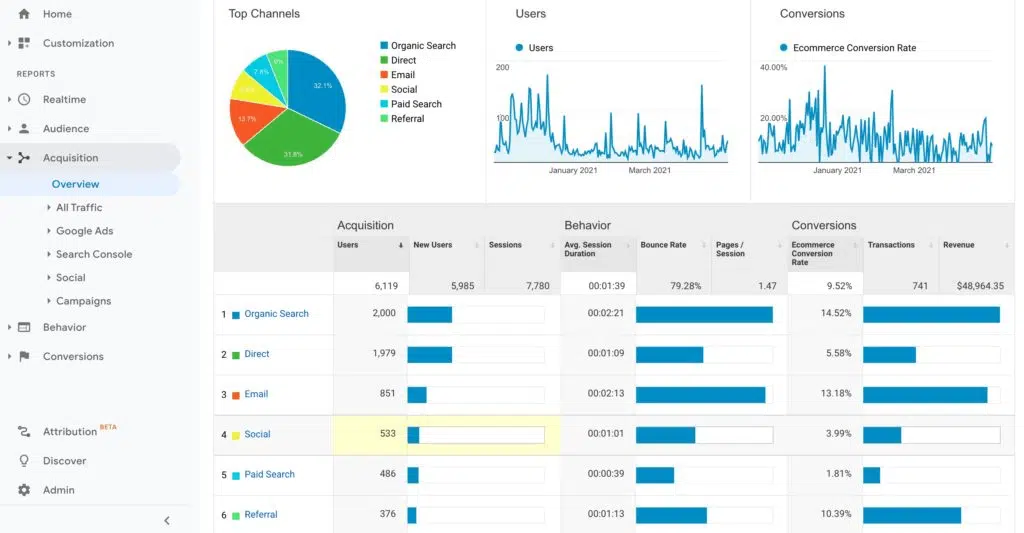 Home
Customization
REPORTS
Realtime
Audience
Acquisition
Overview
All Traffic
Google Ads
Search Console
Social
Campaigns
Behavior
Conversions
Attribution BETA
Discover
Admin
Top Channels
Organic Search
Direct
Email
Social
Paid Search
Referral
32.1%
31.8%
13.7%
7.8%
6%
Users
Users
200
100
January 2021 March 2021
Conversions
Ecommerce Conversion Rate
40.00%
20.00%
January 2021 March 2021
Acquisition Behavior Conversions
Users New Users Sessions Avg. Session Duration Bounce Rate Pages / Session Ecommerce Conversion Rate Transactions Revenue
6,119 5,985 7,780 00:01:39 79.28% 1.47 9.52% 741 $48,964.35
1 Organic Search 2,000 00:02:21 14.52%
2 Direct 1,979 00:01:09 5.58%
3 Email 851 00:02:13 13.18%
4 Social 533 00:01:01 3.99%
5 Paid Search 486 00:00:39 1.81%
6 Referral 376 00:01:13 10.39%